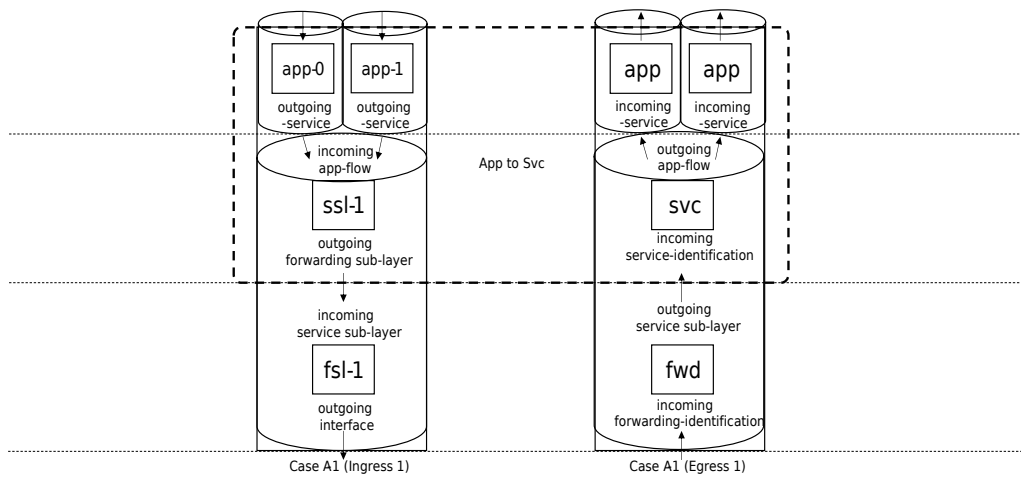 app-0
app-1
outgoing
-service
outgoing
-service
incoming
app-flow
ssl-1
outgoing
forwarding sub-layer
incoming
service sub-layer
fsl-1
outgoing
interface
Case A1 (Ingress 1)
App to Svc
app
app
incoming
-service
incoming
-service
outgoing
app-flow
svc
incoming
service-identification
outgoing
service sub-layer
fwd
incoming
forwarding-identification
Case A1 (Egress 1)